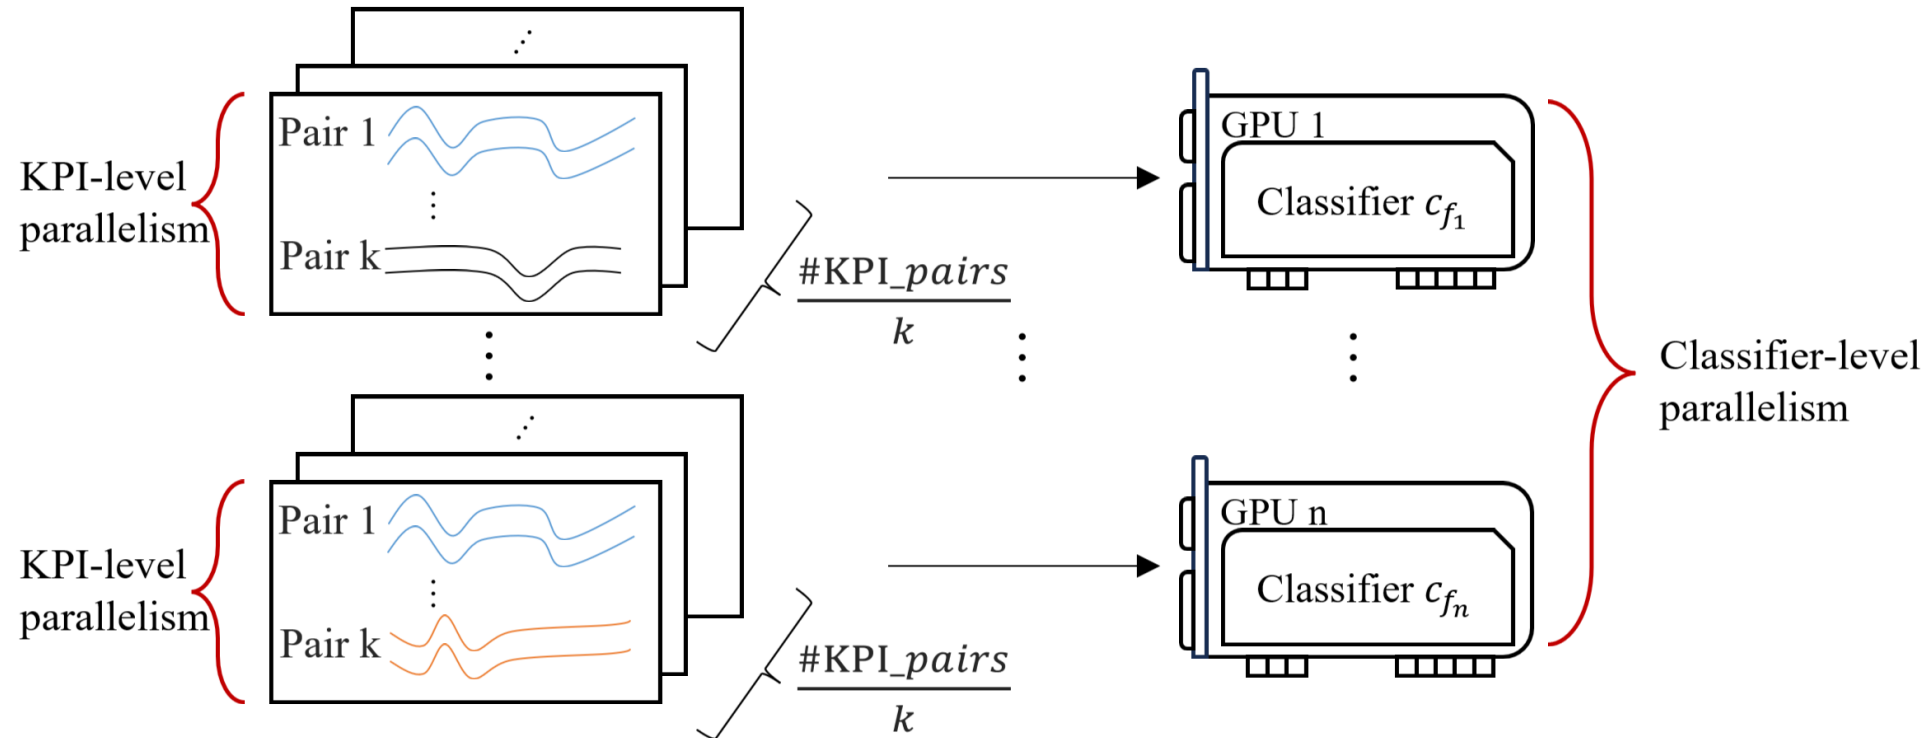 KPI-level
parallelism
Pair 1
⋮
Pair k
#KPI_pairs
k
GPU 1
Classifier c_{f_1}
⋮
Classifier-level
parallelism
KPI-level
parallelism
Pair 1
⋮
Pair k
#KPI_pairs
k
GPU n
Classifier c_{f_n}